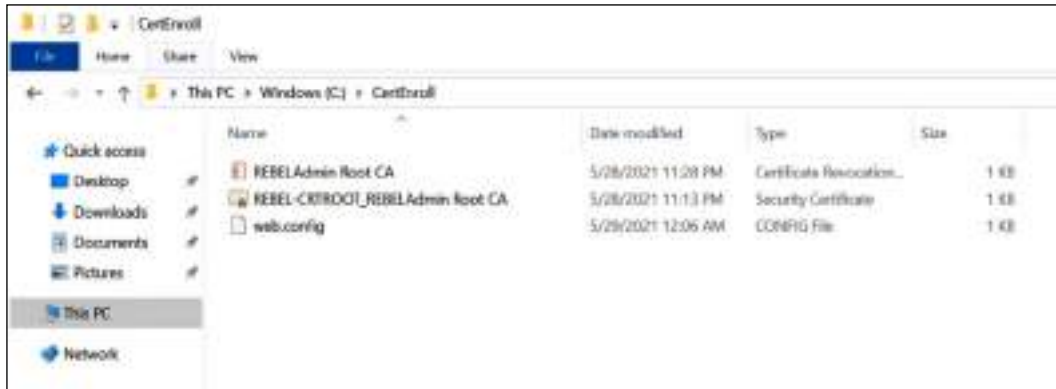 CertEnroll
File Home Share View
This PC > Windows (C:) > CertEnroll
Name Date modified Type Size
Quick access
Desktop
Downloads
Documents
Pictures
This PC
Network
REBELAdmin Root CA 5/28/2021 11:28 PM Certificate Revocation... 1 KB
REBEL-CRTROOT_REBELAdmin Root CA 5/28/2021 11:13 PM Security Certificate 1 KB
web.config 5/29/2021 12:06 AM CONFIG File 1 KB